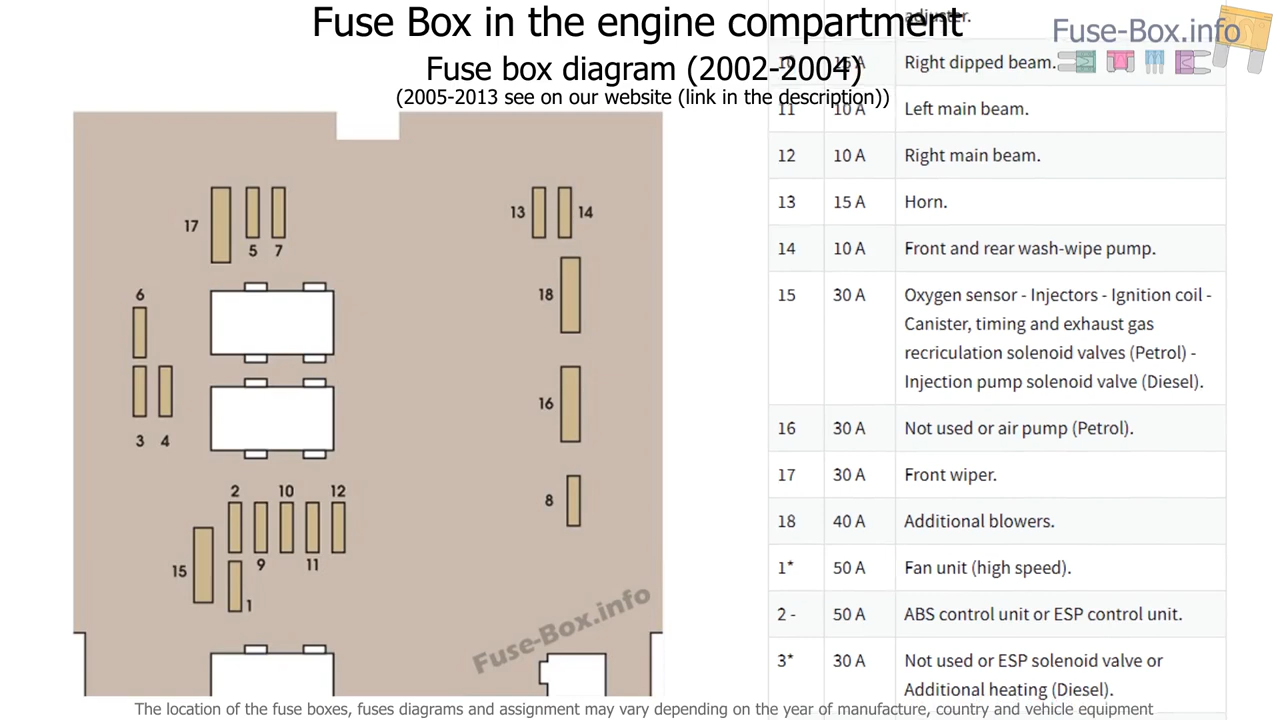 Fuse Box in the engine compartment
Fuse box diagram (2002-2004)
(2005-2013 see on our website (link in the description))
Fuse-Box.info
17
5 7
13
14
6
18
3 4
16
2
10
12
8
9
11
15
1
Fuse-Box.info
adjuster.
10 15 A Right dipped beam.
11 10 A Left main beam.
12 10 A Right main beam.
13 15 A Horn.
14 10 A Front and rear wash-wipe pump.
15 30 A Oxygen sensor - Injectors - Ignition coil -
Canister, timing and exhaust gas
recriculation solenoid valves (Petrol) -
Injection pump solenoid valve (Diesel).
16 30 A Not used or air pump (Petrol).
17 30 A Front wiper.
18 40 A Additional blowers.
1* 50 A Fan unit (high speed).
2 - 50 A ABS control unit or ESP control unit.
3* 30 A Not used or ESP solenoid valve or
Additional heating (Diesel).
The location of the fuse boxes, fuses diagrams and assignment may vary depending on the year of manufacture, country and vehicle equipment